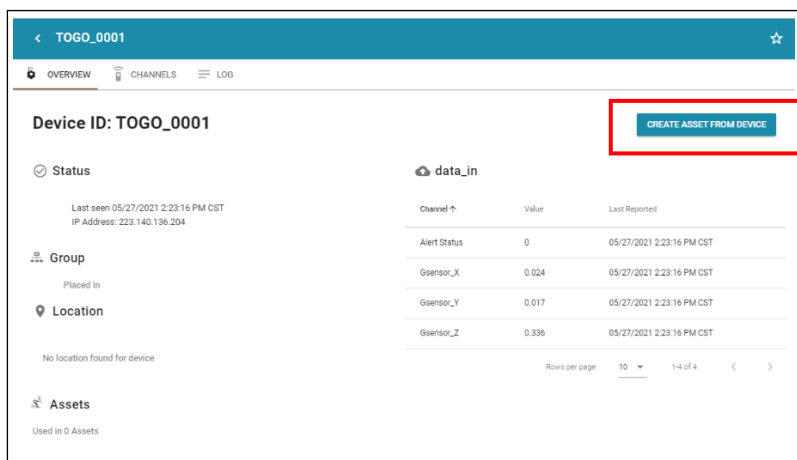 TOGO_0001
OVERVIEW CHANNELS LOG
Device ID: TOGO_0001
CREATE ASSET FROM DEVICE
Status
Last seen 05/27/2021 2:23:16 PM CST
IP Address: 223.140.136.204
Group
Placed In
Location
No location found for device
Assets
Used in 0 Assets
data_in
Channel Value Last Reported
Alert Status 0 05/27/2021 2:23:16 PM CST
Gsensor_X 0.024 05/27/2021 2:23:16 PM CST
Gsensor_Y 0.017 05/27/2021 2:23:16 PM CST
Gsensor_Z 0.336 05/27/2021 2:23:16 PM CST
Rows per page: 10 1-4 of 4